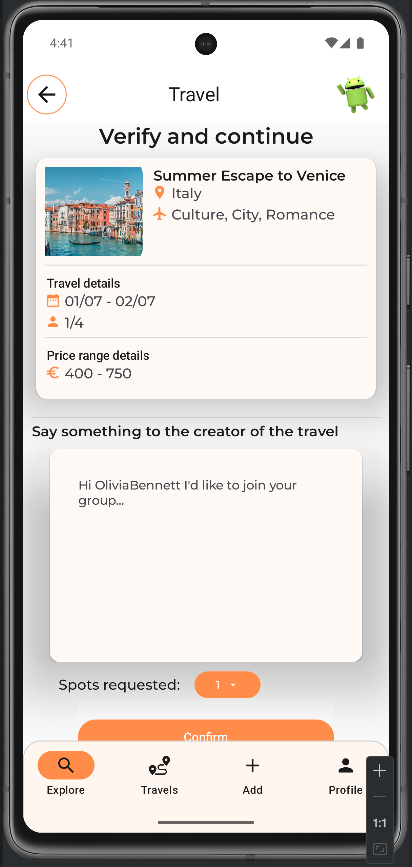 4:41
Travel
Verify and continue
Summer Escape to Venice
Italy
Culture, City, Romance
Travel details
01/07 - 02/07
1/4
Price range details
€ 400 - 750
Say something to the creator of the travel
Hi OliviaBennett I'd like to join your
group...
Spots requested: 1
Confirm
Explore
Travels
Add
Profile
1:1